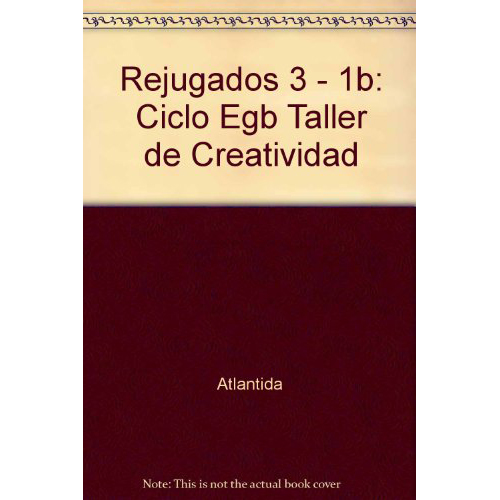 Rejugados 3 - 1b:
Ciclo Egb Taller
de Creatividad
Atlantida
Note: This is not the actual book cover